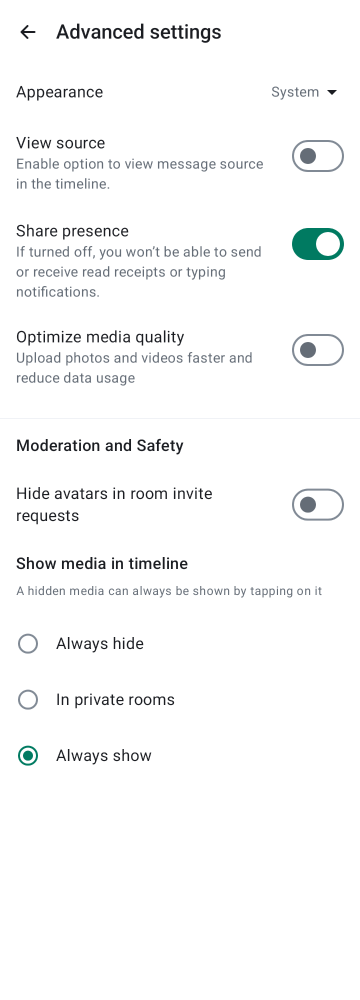 Advanced settings
Appearance
System
View source
Enable option to view message source
in the timeline.
Share presence
If turned off, you won’t be able to send
or receive read receipts or typing
notifications.
Optimize media quality
Upload photos and videos faster and
reduce data usage
Moderation and Safety
Hide avatars in room invite
requests
Show media in timeline
A hidden media can always be shown by tapping on it
Always hide
In private rooms
Always show